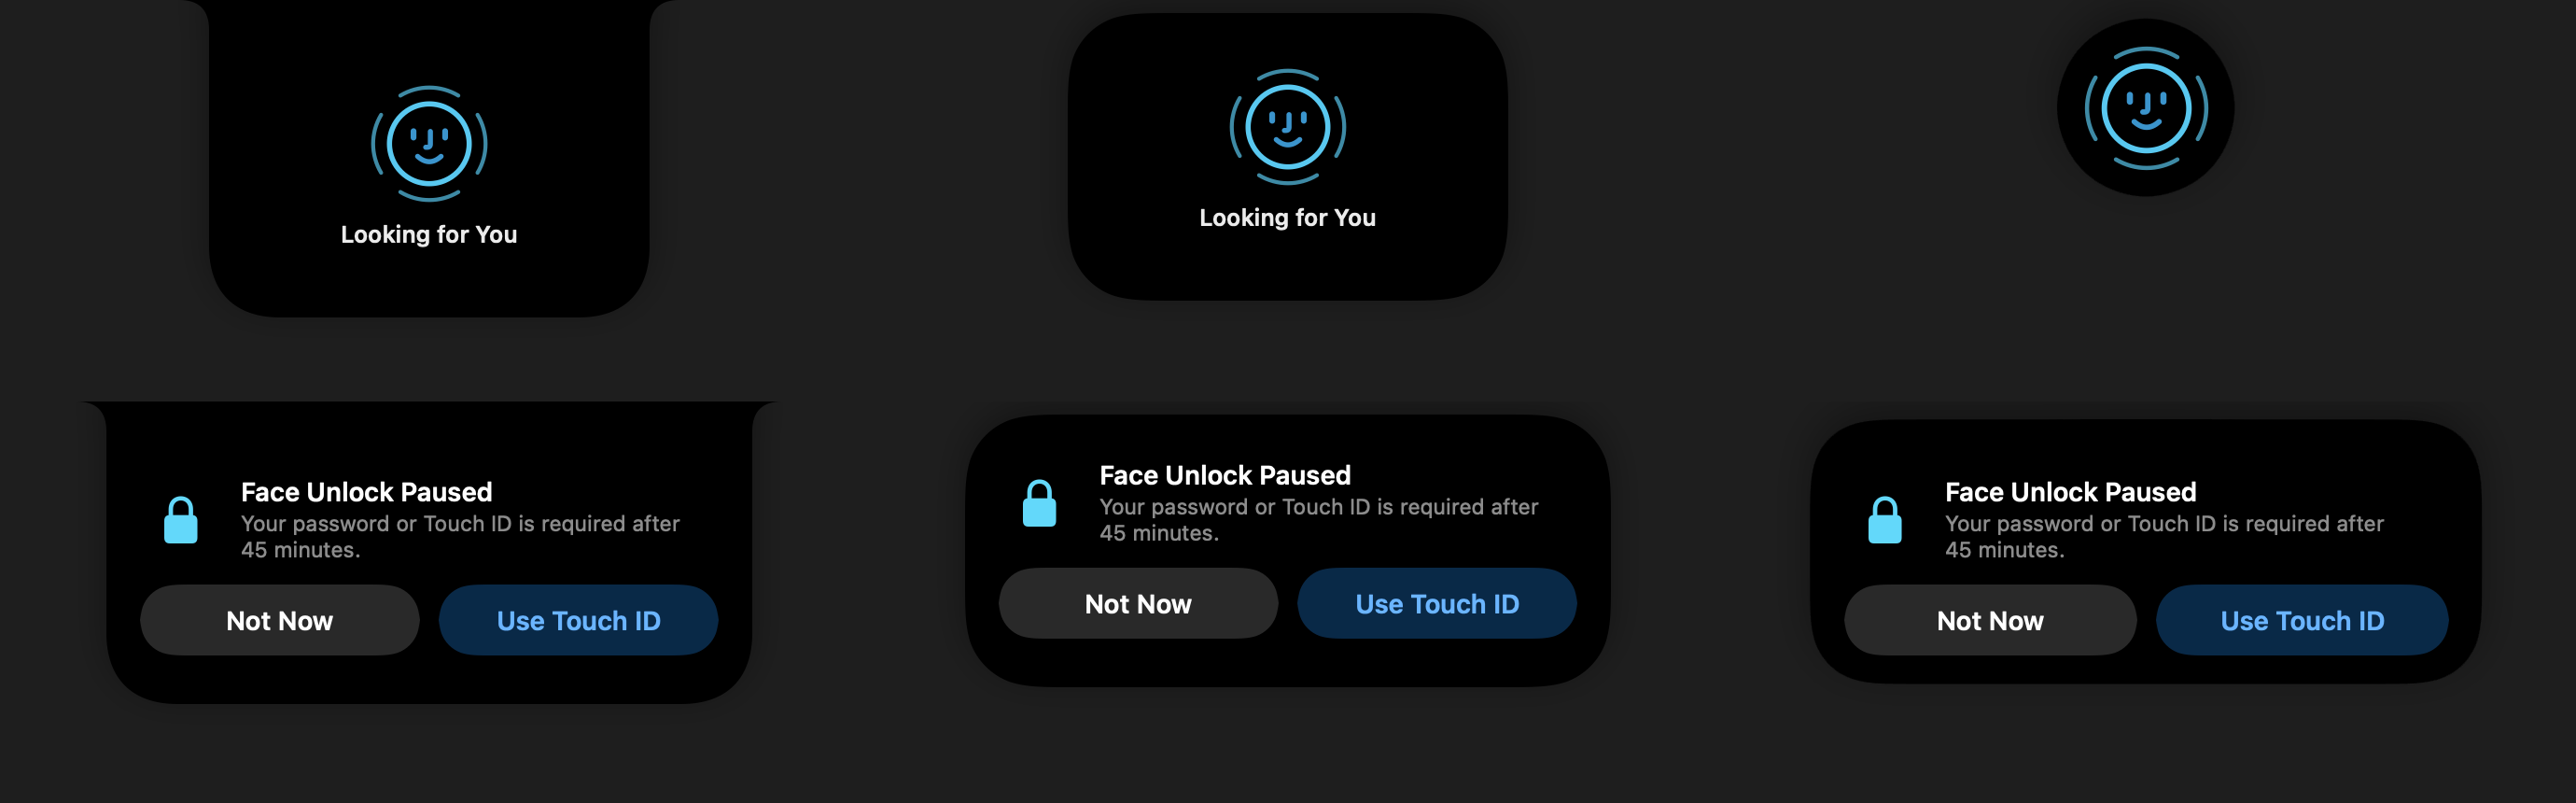 Looking for You
Looking for You
Face Unlock Paused
Your password or Touch ID is required after
45 minutes.
Not Now
Use Touch ID
Face Unlock Paused
Your password or Touch ID is required after
45 minutes.
Not Now
Use Touch ID
Face Unlock Paused
Your password or Touch ID is required after
45 minutes.
Not Now
Use Touch ID